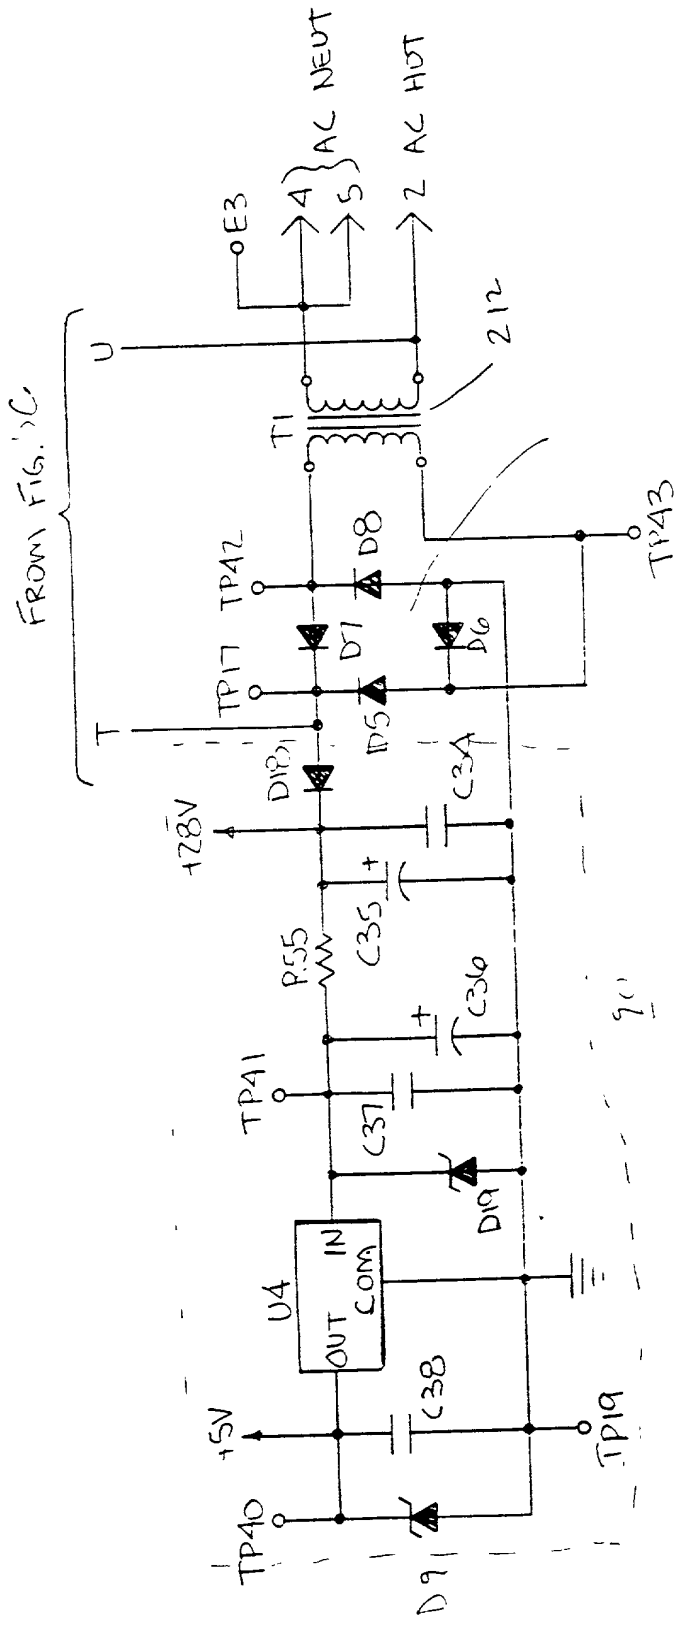 FROM FIG. 5C.
T
U
E3
4
5
} AC NEUT
2 AC HOT
+28V
TP17
TP42
T1
D18
D7
D8
D5
D6
212
TP43
TP41
R55
C35
C34
C37
C36
D19
90
TP40
+5V
U4
OUT
IN
COM
C38
D9
TP19